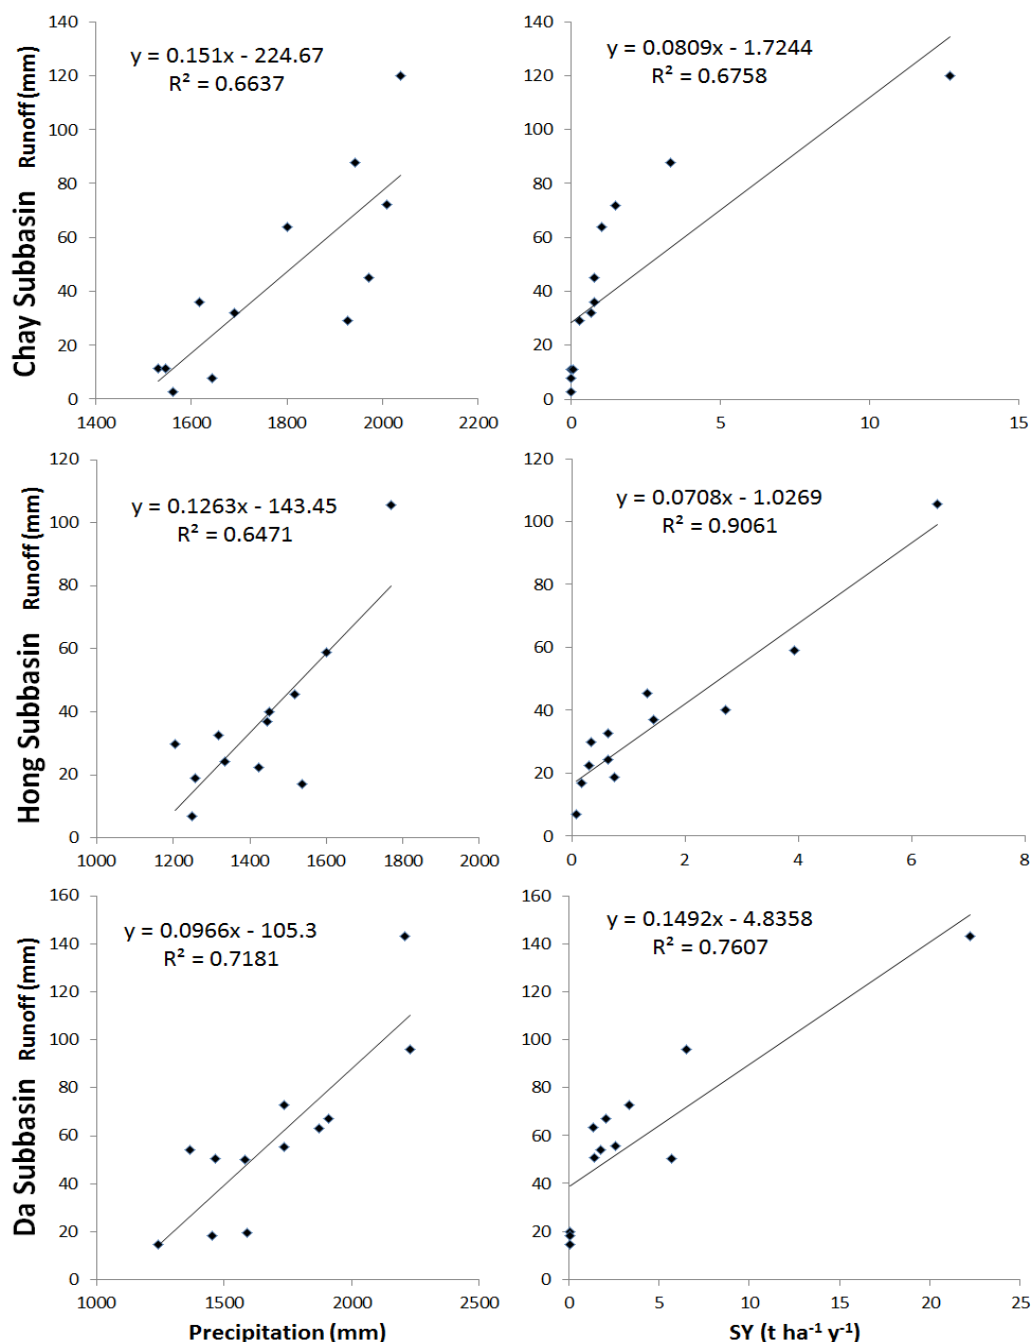 140
120
100
80
60
40
20
0
y = 0.151x - 224.67
R² = 0.6637
1400 1600 1800 2000 2200
Chay Subbasin Runoff (mm)
140
120
100
80
60
40
20
0
y = 0.0809x - 1.7244
R² = 0.6758
0 5 10 15
120
100
80
60
40
20
0
y = 0.1263x - 143.45
R² = 0.6471
1000 1200 1400 1600 1800 2000
Hong Subbasin Runoff (mm)
120
100
80
60
40
20
0
y = 0.0708x - 1.0269
R² = 0.9061
0 2 4 6 8
160
140
120
100
80
60
40
20
0
y = 0.0966x - 105.3
R² = 0.7181
1000 1500 2000 2500
Da Subbasin Runoff (mm)
Precipitation (mm)
160
140
120
100
80
60
40
20
0
y = 0.1492x - 4.8358
R² = 0.7607
0 5 10 15 20 25
SY (t ha⁻¹ y⁻¹)